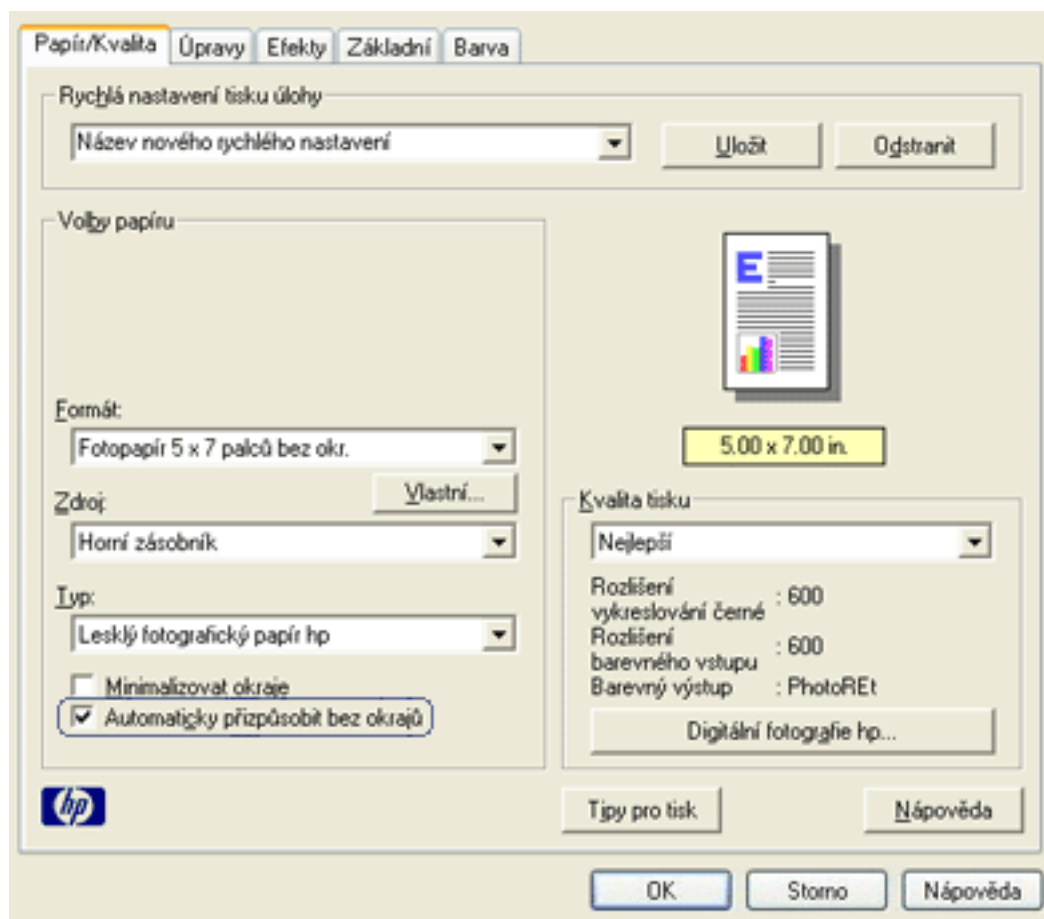 Papír/Kvalita Úpravy Efekty Základní Barva
Rychlá nastavení tisku úlohy
Název nového rychlého nastavení Uložit Odstranit
Volby papíru
E
Formát:
Fotopapír 5 x 7 palců bez okr.
5.00 x 7.00 in.
Vlastní...
Zdroj:
Horní zásobník
Typ:
Lesklý fotografický papír hp
Minimalizovat okraje
Automaticky přizpůsobit bez okrajů
Kvalita tisku
Nejlepší
Rozlišení
vykreslování černé : 600
Rozlišení
barevného vstupu : 600
Barevný výstup : PhotoREt
Digitální fotografie hp...
hp
Tipy pro tisk Nápověda
OK Storno Nápověda